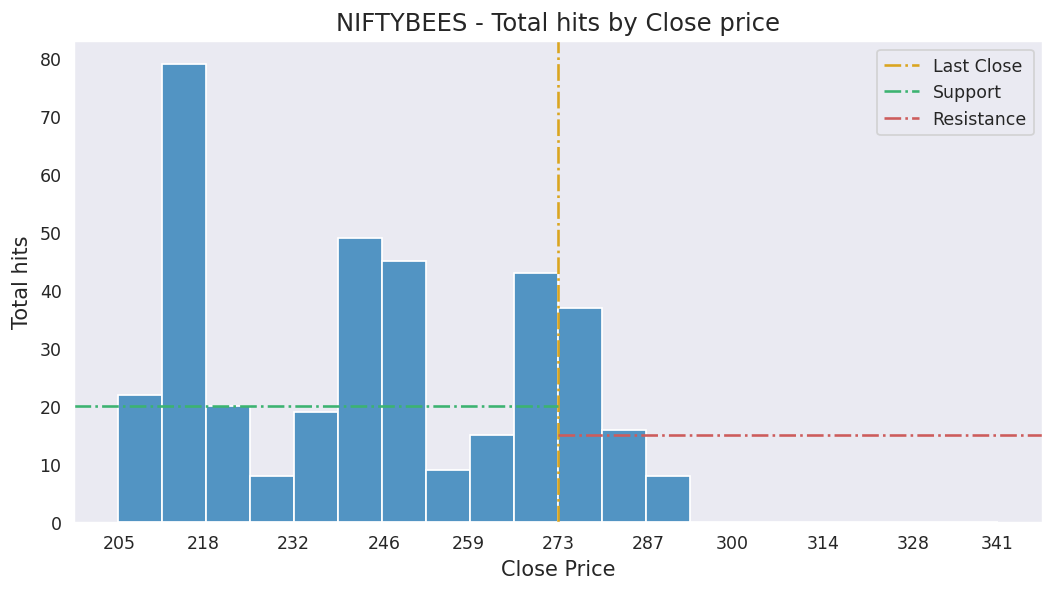 NIFTYBEES - Total hits by Close price
Last Close
Support
Resistance
80
70
60
50
40
30
20
10
0
Total hits
205 218 232 246 259 273 287 300 314 328 341
Close Price